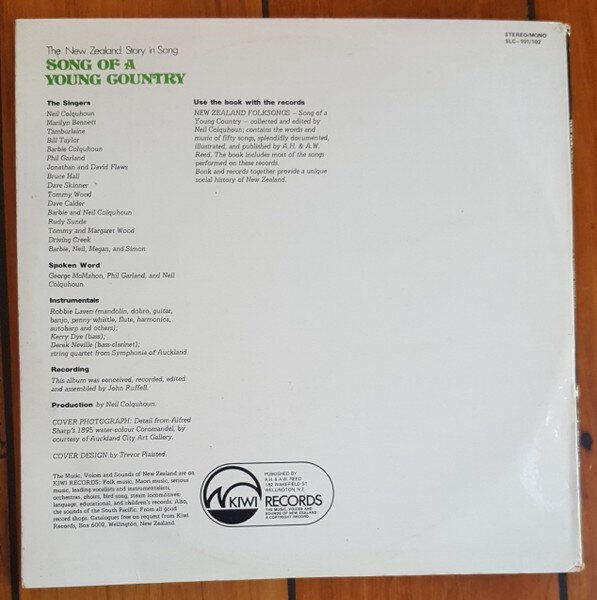 STEREO/MONO
SLC-101/102
The New Zealand Story in Song
SONG OF A
YOUNG COUNTRY
The Singers
Neil Colquhoun
Marilyn Bennett
Tamburlaine
Bill Taylor
Barbie Colquhoun
Phil Garland
Jonathan and David Flaws
Bruce Hall
Dave Skinner
Tommy Wood
Dave Calder
Barbie and Neil Colquhoun
Rudy Sunde
Tommy and Margaret Wood
Driving Creek
Barbie, Neil, Megan, and Simon
Spoken Word
George McMahon, Phil Garland, and Neil
Colquhoun.
Instrumentals
Robbie Laven (mandolin, dobro, guitar,
banjo, penny whistle, flute, harmonica,
autoharp and others);
Kerry Dye (bass);
Derek Neville (bass-clarinet);
string quartet from Symphonia of Auckland.
Recording
This album was conceived, recorded, edited
and assembled by John Ruffell.
Production by Neil Colquhoun.
COVER PHOTOGRAPH: Detail from Alfred
Sharp's 1895 water-colour Coromandel, by
courtesy of Auckland City Art Gallery.
COVER DESIGN by Trevor Plaisted.
The Music, Voices and Sounds of New Zealand are on
KIWI RECORDS: Folk music, Maori music, serious
music, leading vocalists and instrumentalists,
orchestras, choirs, bird song, steam locomotives,
language, educational, and children's records. Also,
the sounds of the South Pacific. From all good
record shops. Catalogues free on request from Kiwi
Records, Box 6002, Wellington, New Zealand.
Use the book with the records
NEW ZEALAND FOLKSONGS – Song of a
Young Country – collected and edited by
Neil Colquhoun; contains the words and
music of fifty songs, splendidly documented,
illustrated, and published by A.H. & A.W.
Reed. The book includes most of the songs
performed on these records.
Book and records together provide a unique
social history of New Zealand.
KIWI
PUBLISHED BY
A.H. & A.W. REED
182 WAKEFIELD ST
WELLINGTON, N.Z.
RECORDS
THE MUSIC, VOICES AND
SOUNDS OF NEW ZEALAND
A COPYRIGHT RECORD